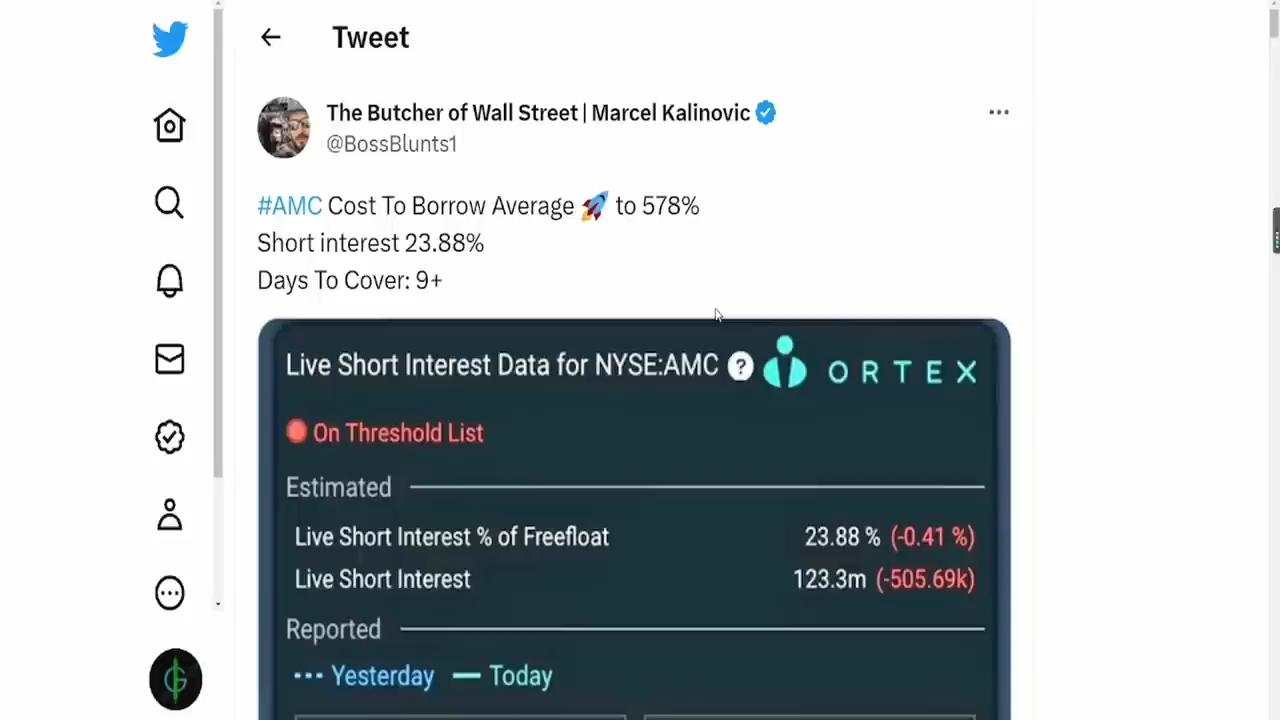 Tweet
The Butcher of Wall Street | Marcel Kalinovic
@BossBlunts1
#AMC Cost To Borrow Average 🚀 to 578%
Short interest 23.88%
Days To Cover: 9+
Live Short Interest Data for NYSE:AMC ? ORTEX
On Threshold List
Estimated
Live Short Interest % of Freefloat 23.88 % (-0.41 %)
Live Short Interest 123.3m (-505.69k)
Reported
Yesterday Today